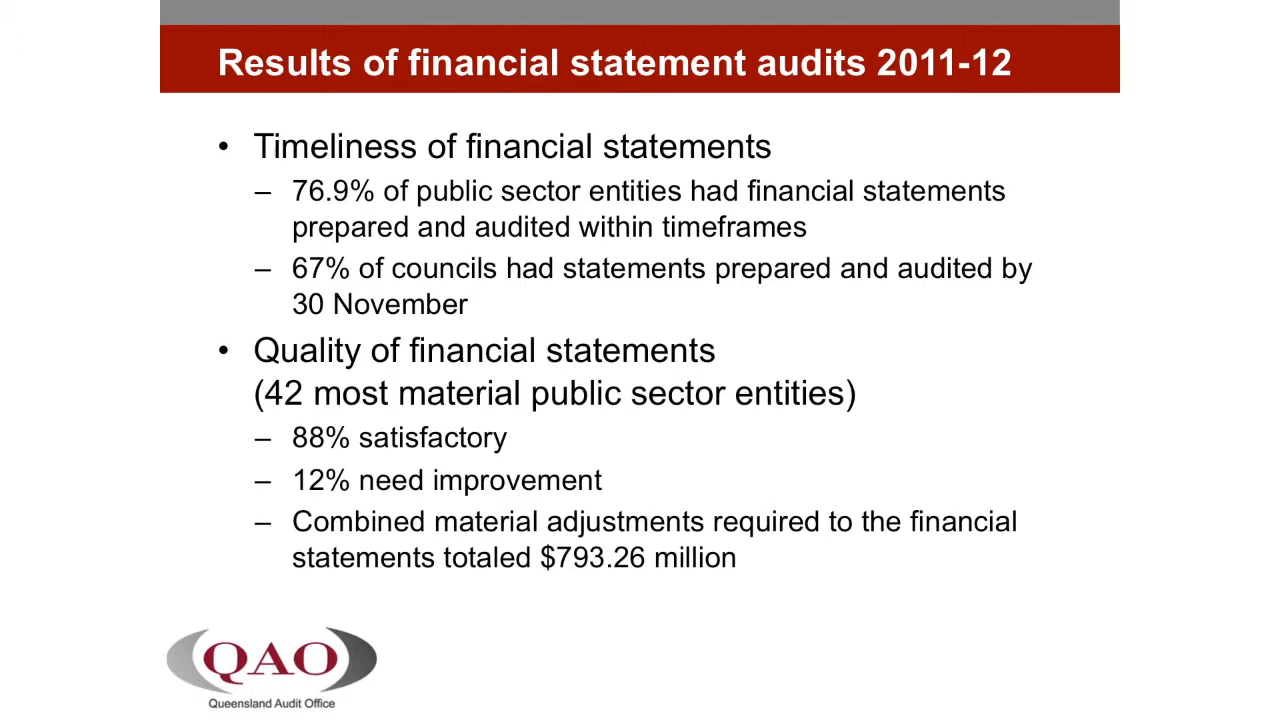 Results of financial statement audits 2011-12
• Timeliness of financial statements
– 76.9% of public sector entities had financial statements
prepared and audited within timeframes
– 67% of councils had statements prepared and audited by
30 November
• Quality of financial statements
(42 most material public sector entities)
– 88% satisfactory
– 12% need improvement
– Combined material adjustments required to the financial
statements totaled $793.26 million
QAO
Queensland Audit Office